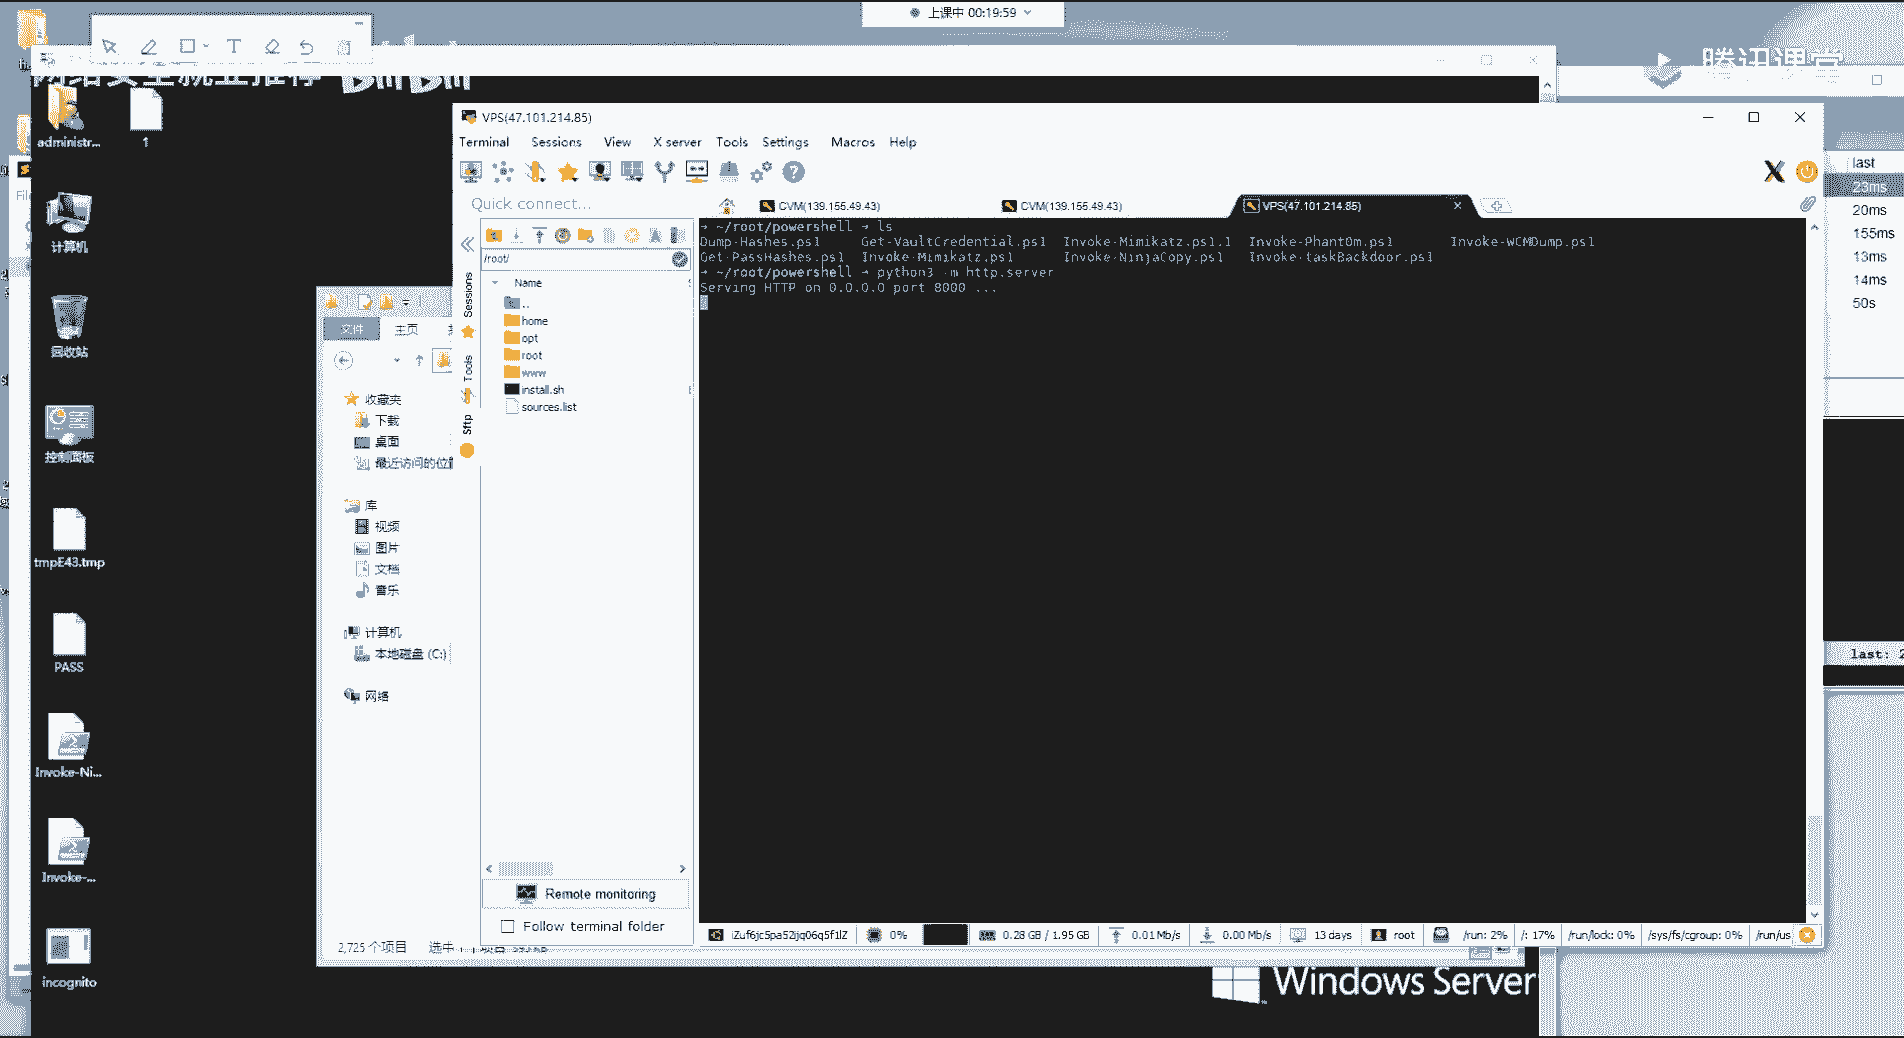 上课中 00:19:59
腾讯课堂
网络安全就业推荐
administr...
1
计算机
回收站
控制面板
tmpE43.tmp
PASS
Invoke-Ni...
Invoke-...
incognito
文件
主页
收藏夹
下载
桌面
最近访问的位置
库
视频
图片
文档
音乐
计算机
本地磁盘 (C:)
网络
2,725 个项目
VPS(47.101.214.85)
Terminal Sessions View X server Tools Settings Macros Help
Quick connect...
CVM(139.155.49.43)
CVM(139.155.49.43)
VPS(47.101.214.85)
Sessions
Tools
Sftp
/root/
Name
..
home
opt
root
www
install.sh
sources.list
Remote monitoring
Follow terminal folder
➜ ~/root/powershell ➜ ls
Dump-Hashes.ps1 Get-VaultCredential.ps1 Invoke-Mimikatz.ps1.1 Invoke-Phant0m.ps1 Invoke-WCMDump.ps1
Get-PassHashes.ps1 Invoke-Mimikatz.ps1 Invoke-NinjaCopy.ps1 Invoke-taskBackdoor.ps1
➜ ~/root/powershell ➜ python3 -m http.server
Serving HTTP on 0.0.0.0 port 8000 ...
iZuf6jc5pa52ijq06q5f1lZ 0% 0.28 GB / 1.95 GB 0.01 Mb/s 0.00 Mb/s 13 days root /run: 2% /: 17% /run/lock: 0% /sys/fs/cgroup: 0% /run/us
Windows Server
last
23ms
20ms
155ms
13ms
14ms
50s
last: 2